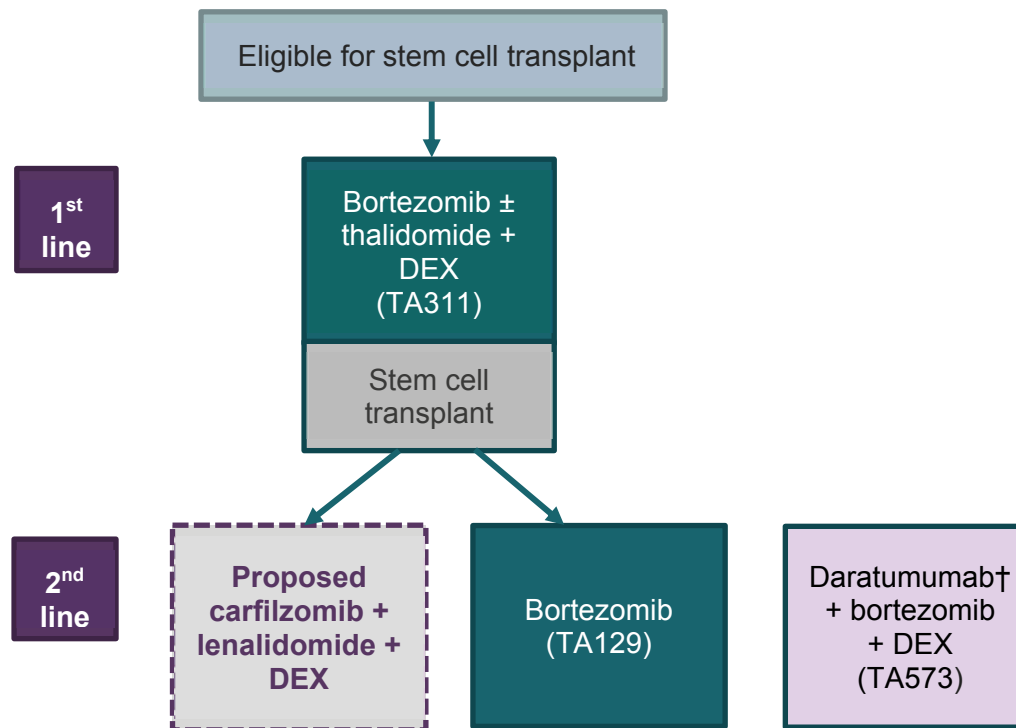 Eligible for stem cell transplant
1st
line
Bortezomib ±
thalidomide +
DEX
(TA311)
Stem cell
transplant
2nd
line
Proposed
carfilzomib +
lenalidomide +
DEX
Bortezomib
(TA129)
Daratumumab†
+ bortezomib
+ DEX
(TA573)